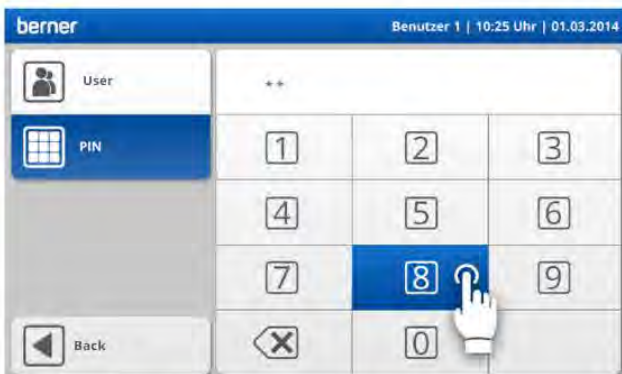 berner Benutzer 1 | 10:25 Uhr | 01.03.2014
User
**
PIN
1 2 3
4 5 6
7 8 9
Back
X 0